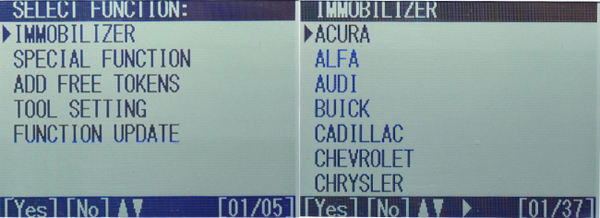 SELECT FUNCTION:
IMMOBILIZER
SPECIAL FUNCTION
ADD FREE TOKENS
TOOL SETTING
FUNCTION UPDATE
[Yes][No] [01/05]
IMMOBILIZER
ACURA
ALFA
AUDI
BUICK
CADILLAC
CHEVROLET
CHRYSLER
[Yes][No] [01/37]